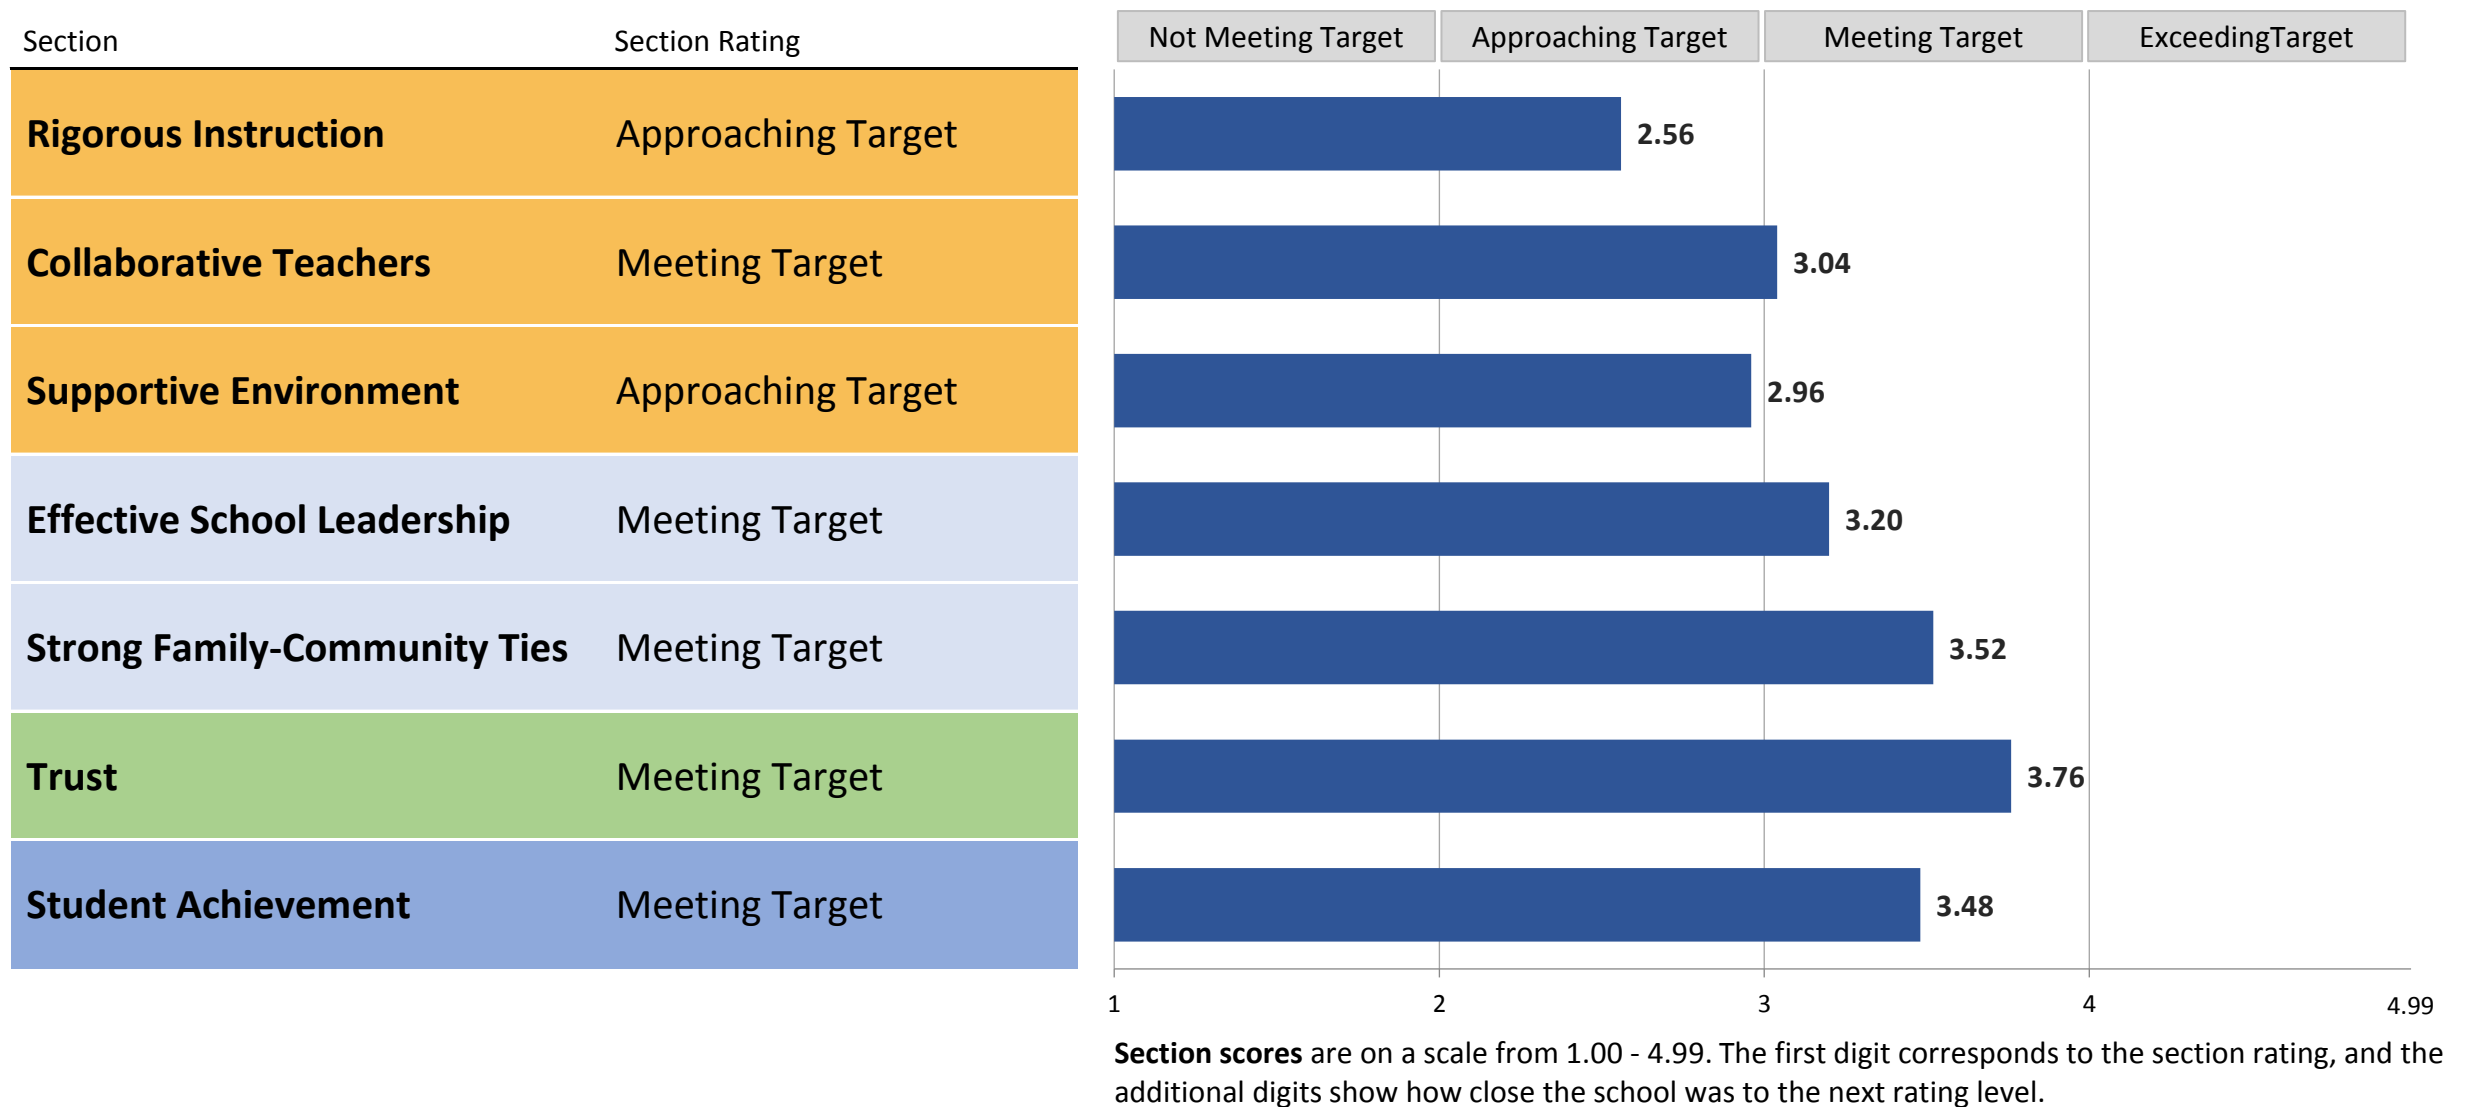 Section Section Rating Not Meeting Target Approaching Target Meeting Target ExceedingTarget
Rigorous Instruction Approaching Target 2.56
Collaborative Teachers Meeting Target 3.04
Supportive Environment Approaching Target 2.96
Effective School Leadership Meeting Target 3.20
Strong Family-Community Ties Meeting Target 3.52
Trust Meeting Target 3.76
Student Achievement Meeting Target 3.48
1 2 3 4 4.99
Section scores are on a scale from 1.00 - 4.99. The first digit corresponds to the section rating, and the
additional digits show how close the school was to the next rating level.